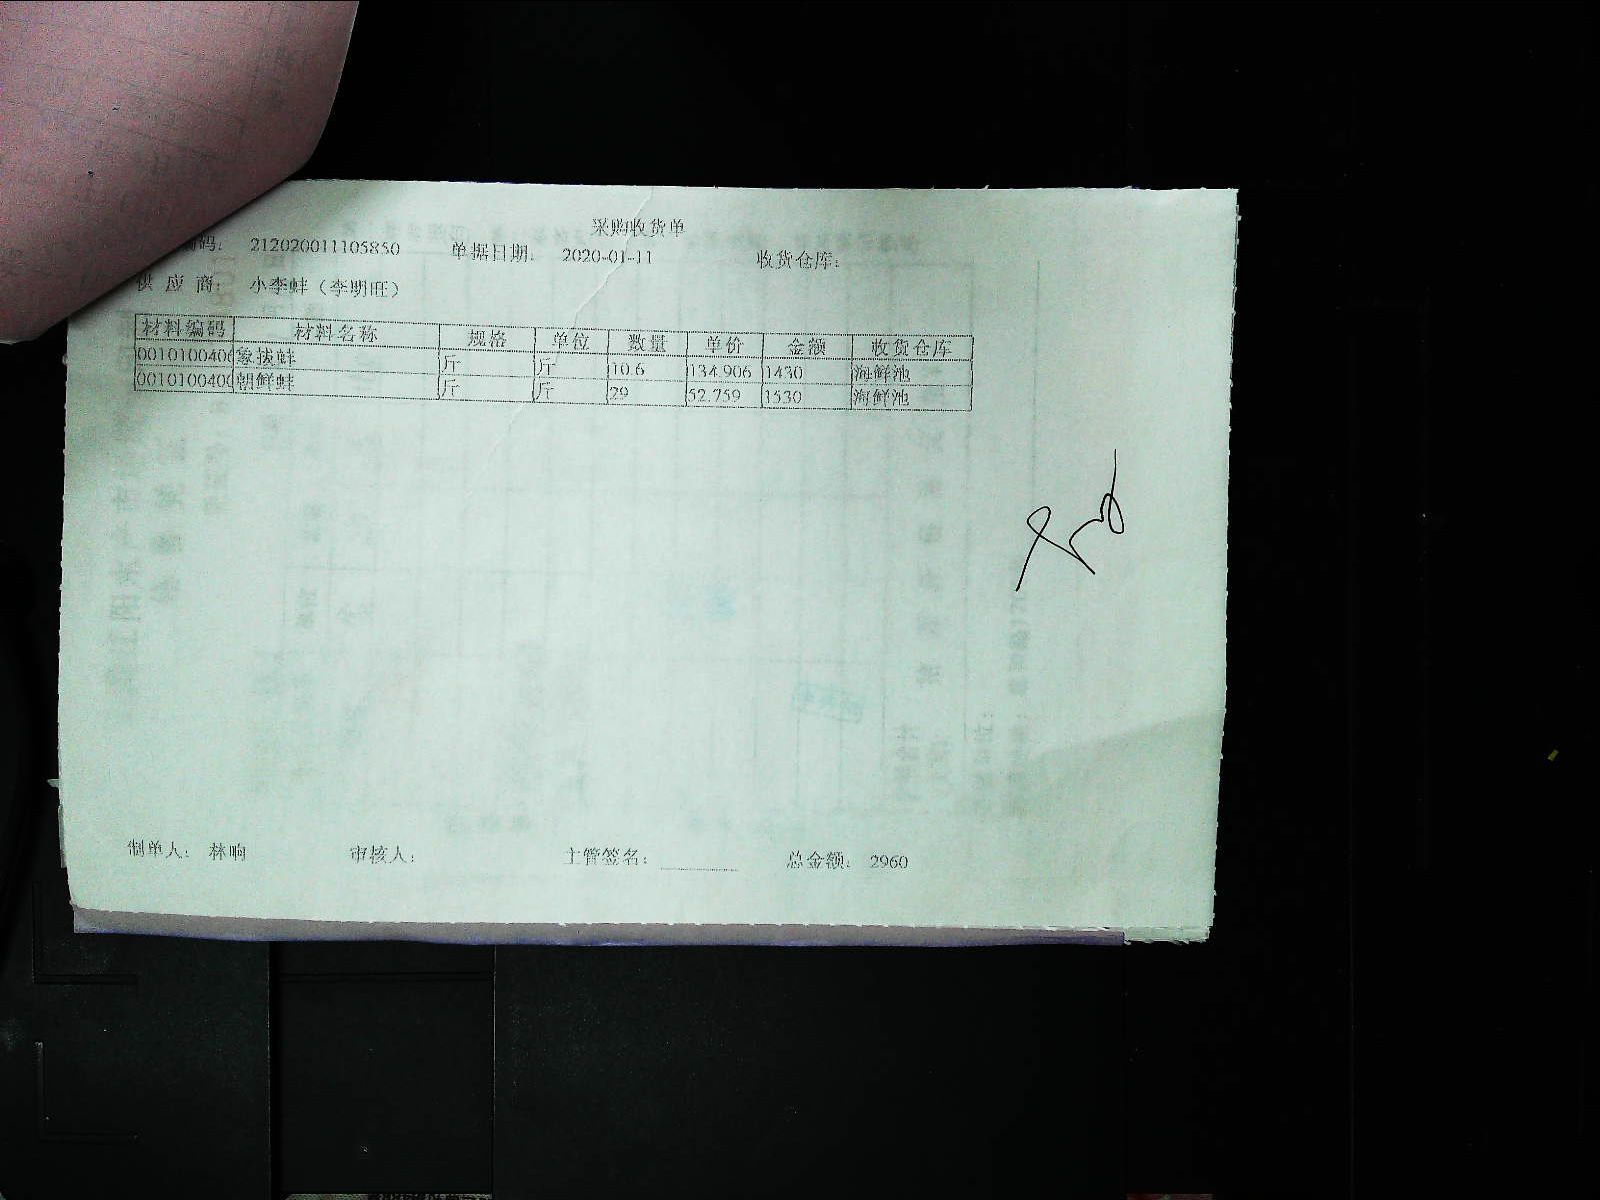 采购收货单
编码： 212020011105850 单据日期： 2020-01-11 收货仓库：
供应商： 小李蚌（李明旺）
材料编码 材料名称 规格 单位 数量 单价 金额 收货仓库
0010100406 象拔蚌 斤 斤 10.6 134.906 1430 海鲜池
001010040 朝鲜蚌 斤 斤 29 52.759 1530 海鲜池
制单人： 林响 审核人： 主管签名： 总金额： 2960